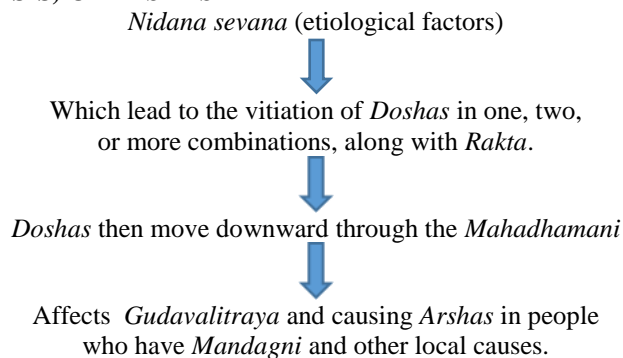 Nidana sevana (etiological factors)
Which lead to the vitiation of Doshas in one, two,
or more combinations, along with Rakta.
Doshas then move downward through the Mahadhamani
Affects Gudavalitraya and causing Arshas in people
who have Mandagni and other local causes.